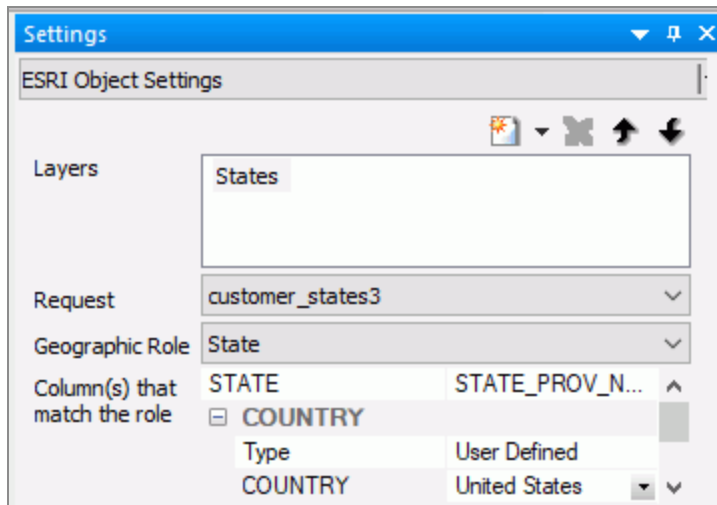 Settings
ESRI Object Settings
Layers
States
Request
customer_states3
Geographic Role
State
Column(s) that
match the role
STATE STATE_PROV_N...
COUNTRY
Type User Defined
COUNTRY United States